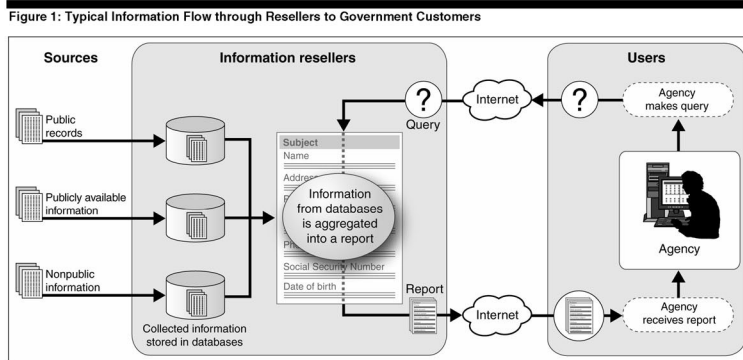 Figure 1: Typical Information Flow through Resellers to Government Customers
Sources
Information resellers
Users
Public
records
Publicly available
information
Nonpublic
information
Collected information
stored in databases
?
Query
Internet
?
Agency
makes query
Subject
Name
Address
Information
from databases
is aggregated
into a report
Social Security Number
Date of birth
Report
Internet
Agency
Agency
receives report